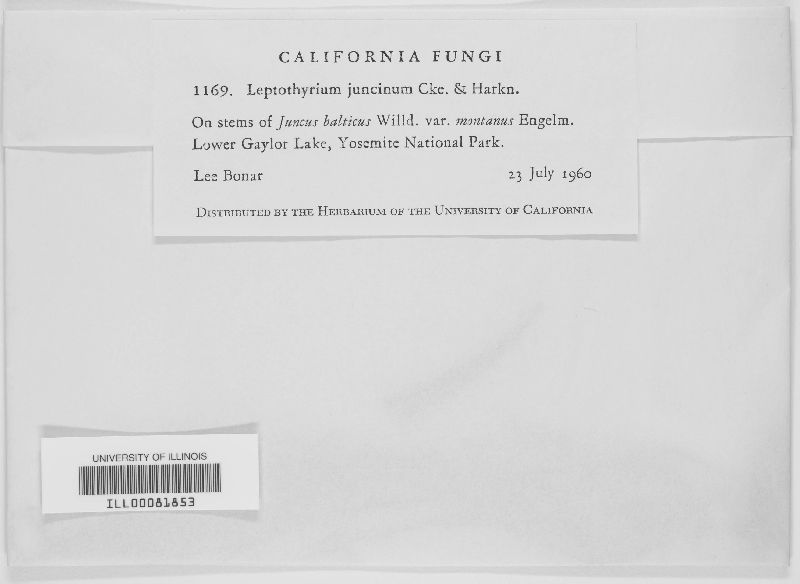 CALIFORNIA FUNGI
1169. Leptothyrium juncinum Cke. & Harkn.
On stems of Juncus balticus Willd. var. montanus Engelm.
Lower Gaylor Lake, Yosemite National Park.
Lee Bonar 23 July 1960
DISTRIBUTED BY THE HERBARIUM OF THE UNIVERSITY OF CALIFORNIA
UNIVERSITY OF ILLINOIS
ILL00081853